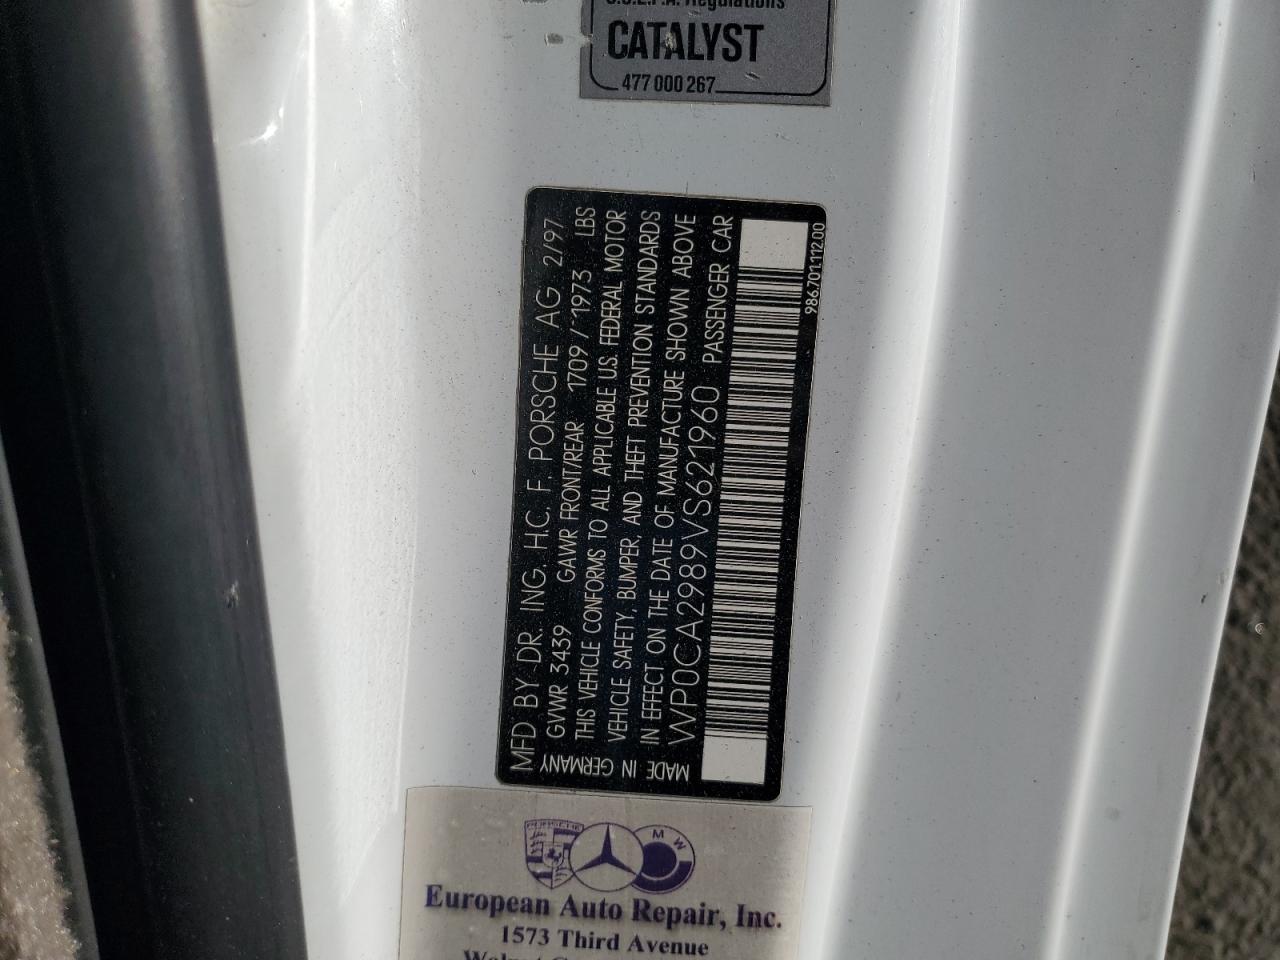 U.S.E.P.A. Regulations
CATALYST
477 000 267
MFD BY DR. ING. HC. F. PORSCHE AG 2/97
GVWR 3439 GAWR FRONT/REAR 1709/1973 LBS
THIS VEHICLE CONFORMS TO ALL APPLICABLE U.S. FEDERAL MOTOR
VEHICLE SAFETY, BUMPER, AND THEFT PREVENTION STANDARDS
IN EFFECT ON THE DATE OF MANUFACTURE SHOWN ABOVE
WP0CA2989VS621960 PASSENGER CAR
MADE IN GERMANY
986.701.112.00
PORSCHE
M W
European Auto Repair, Inc.
1573 Third Avenue
Walnut